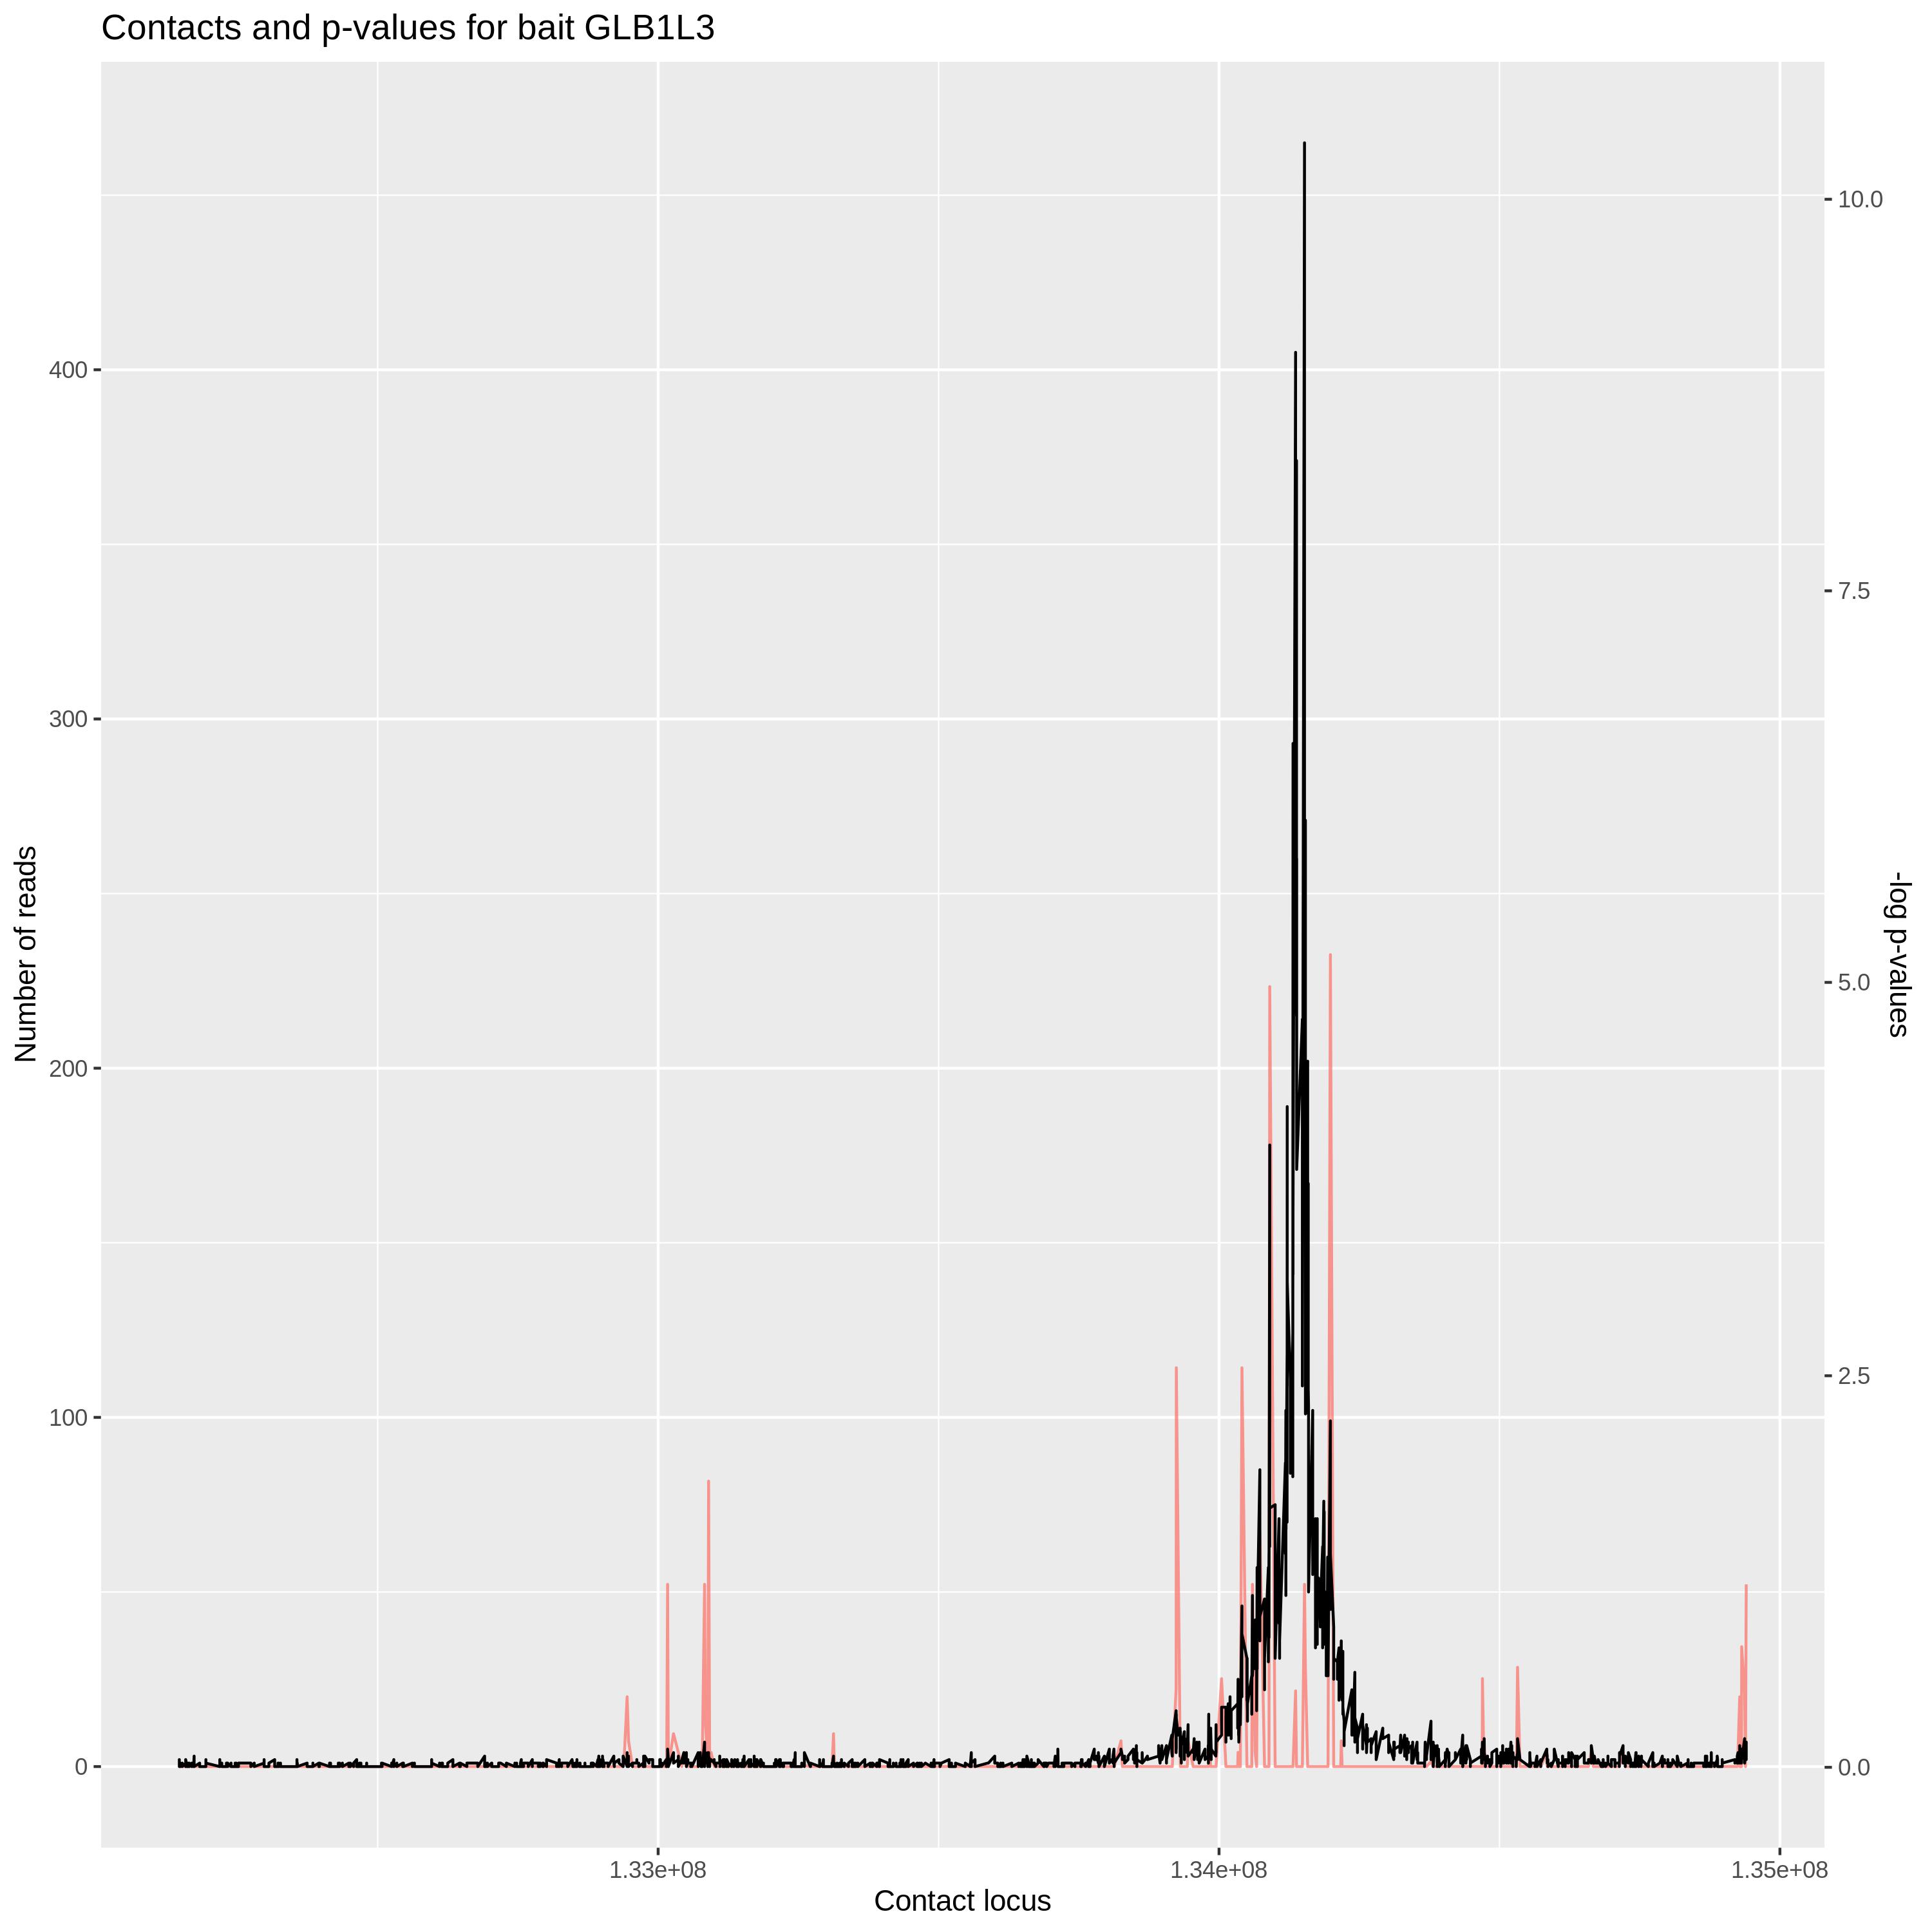 Contacts and p-values for bait GLB1L3
Number of reads
400
300
200
100
0
10.0
7.5
5.0
2.5
0.0
-log p-values
1.33e+08
1.34e+08
1.35e+08
Contact locus